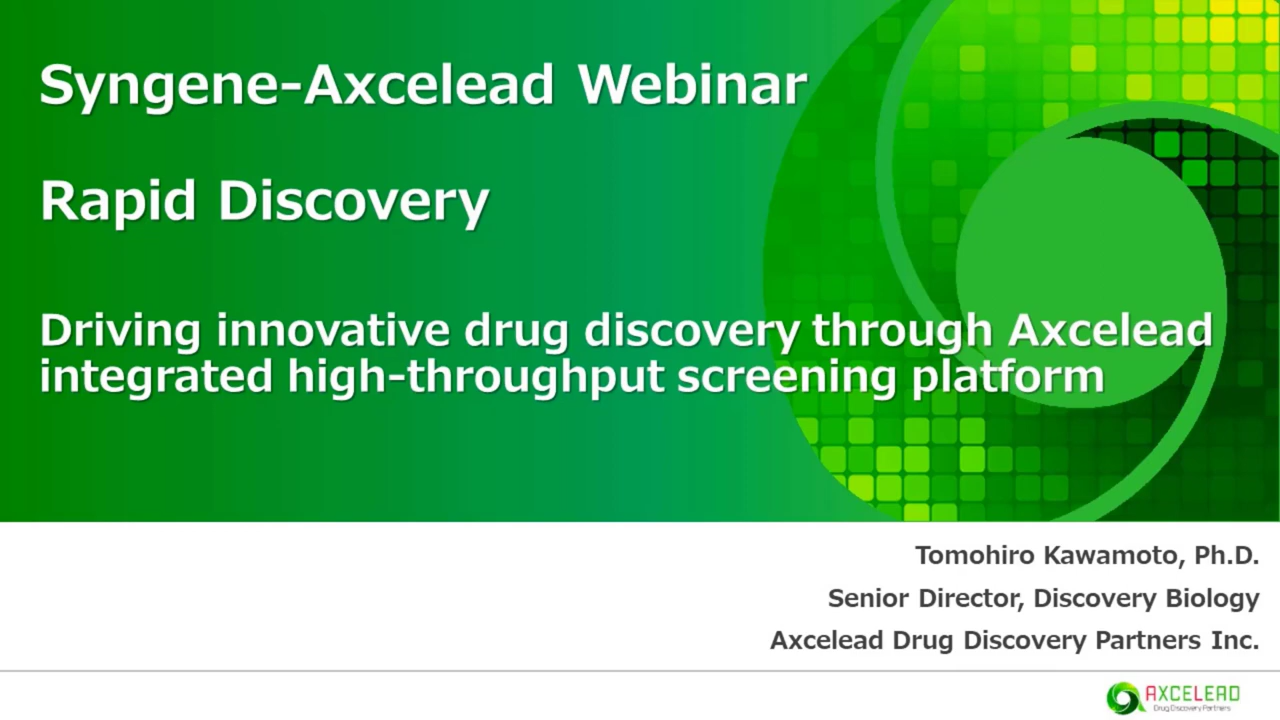 Syngene-Axcelead Webinar
Rapid Discovery
Driving innovative drug discovery through Axcelead
integrated high-throughput screening platform
Tomohiro Kawamoto, Ph.D.
Senior Director, Discovery Biology
Axcelead Drug Discovery Partners Inc.
AXCELEAD
Drug Discovery Partners